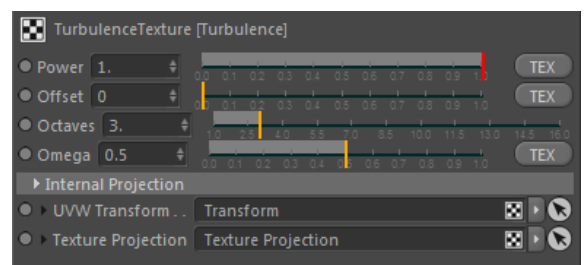 TurbulenceTexture [Turbulence]
Power 1. 0.0 0.1 0.2 0.3 0.4 0.5 0.6 0.7 0.8 0.9 1.0 TEX
Offset 0 0.0 0.1 0.2 0.3 0.4 0.5 0.6 0.7 0.8 0.9 1.0 TEX
Octaves 3. 1.0 2.5 4.0 5.5 7.0 8.5 10.0 11.5 13.0 14.5 16.0
Omega 0.5 0.0 0.1 0.2 0.3 0.4 0.5 0.6 0.7 0.8 0.9 1.0 TEX
Internal Projection
UVW Transform . . Transform
Texture Projection Texture Projection